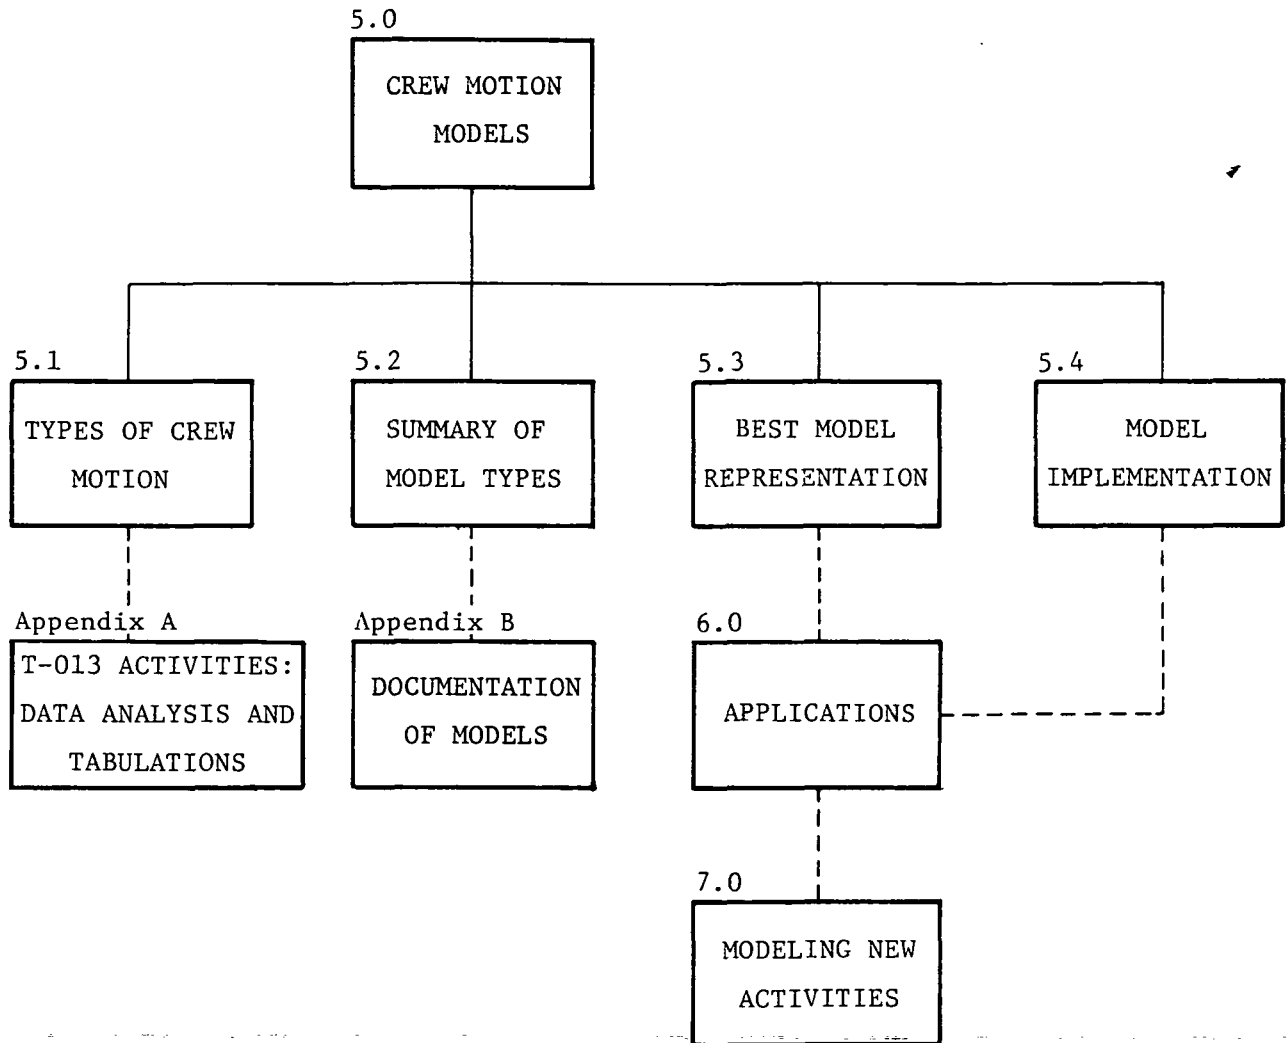 5.0
CREW MOTION
MODELS
5.1
TYPES OF CREW
MOTION
5.2
SUMMARY OF
MODEL TYPES
5.3
BEST MODEL
REPRESENTATION
5.4
MODEL
IMPLEMENTATION
Appendix A
T-013 ACTIVITIES:
DATA ANALYSIS AND
TABULATIONS
Appendix B
DOCUMENTATION
OF MODELS
6.0
APPLICATIONS
7.0
MODELING NEW
ACTIVITIES